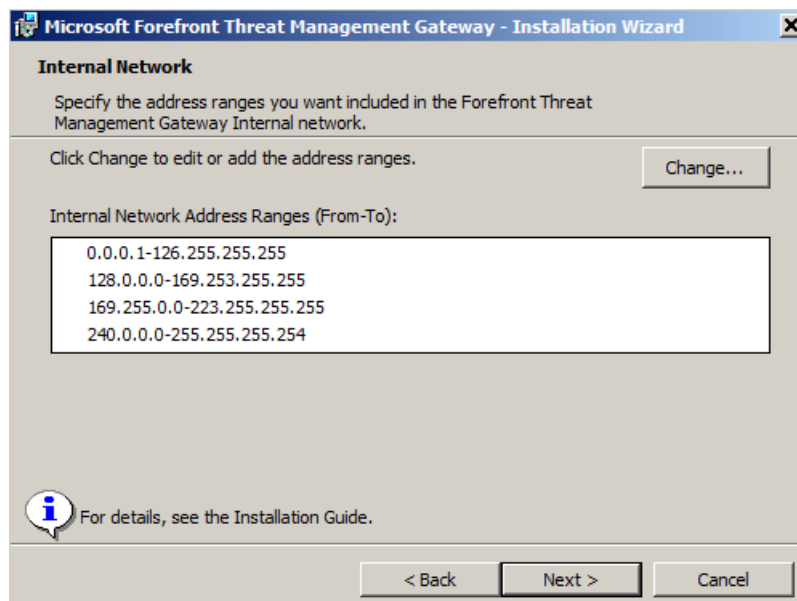 Microsoft Forefront Threat Management Gateway - Installation Wizard
Internal Network
Specify the address ranges you want included in the Forefront Threat
Management Gateway Internal network.
Click Change to edit or add the address ranges.
Change...
Internal Network Address Ranges (From-To):
0.0.0.1-126.255.255.255
128.0.0.0-169.253.255.255
169.255.0.0-223.255.255.255
240.0.0.0-255.255.255.254
For details, see the Installation Guide.
< Back
Next >
Cancel